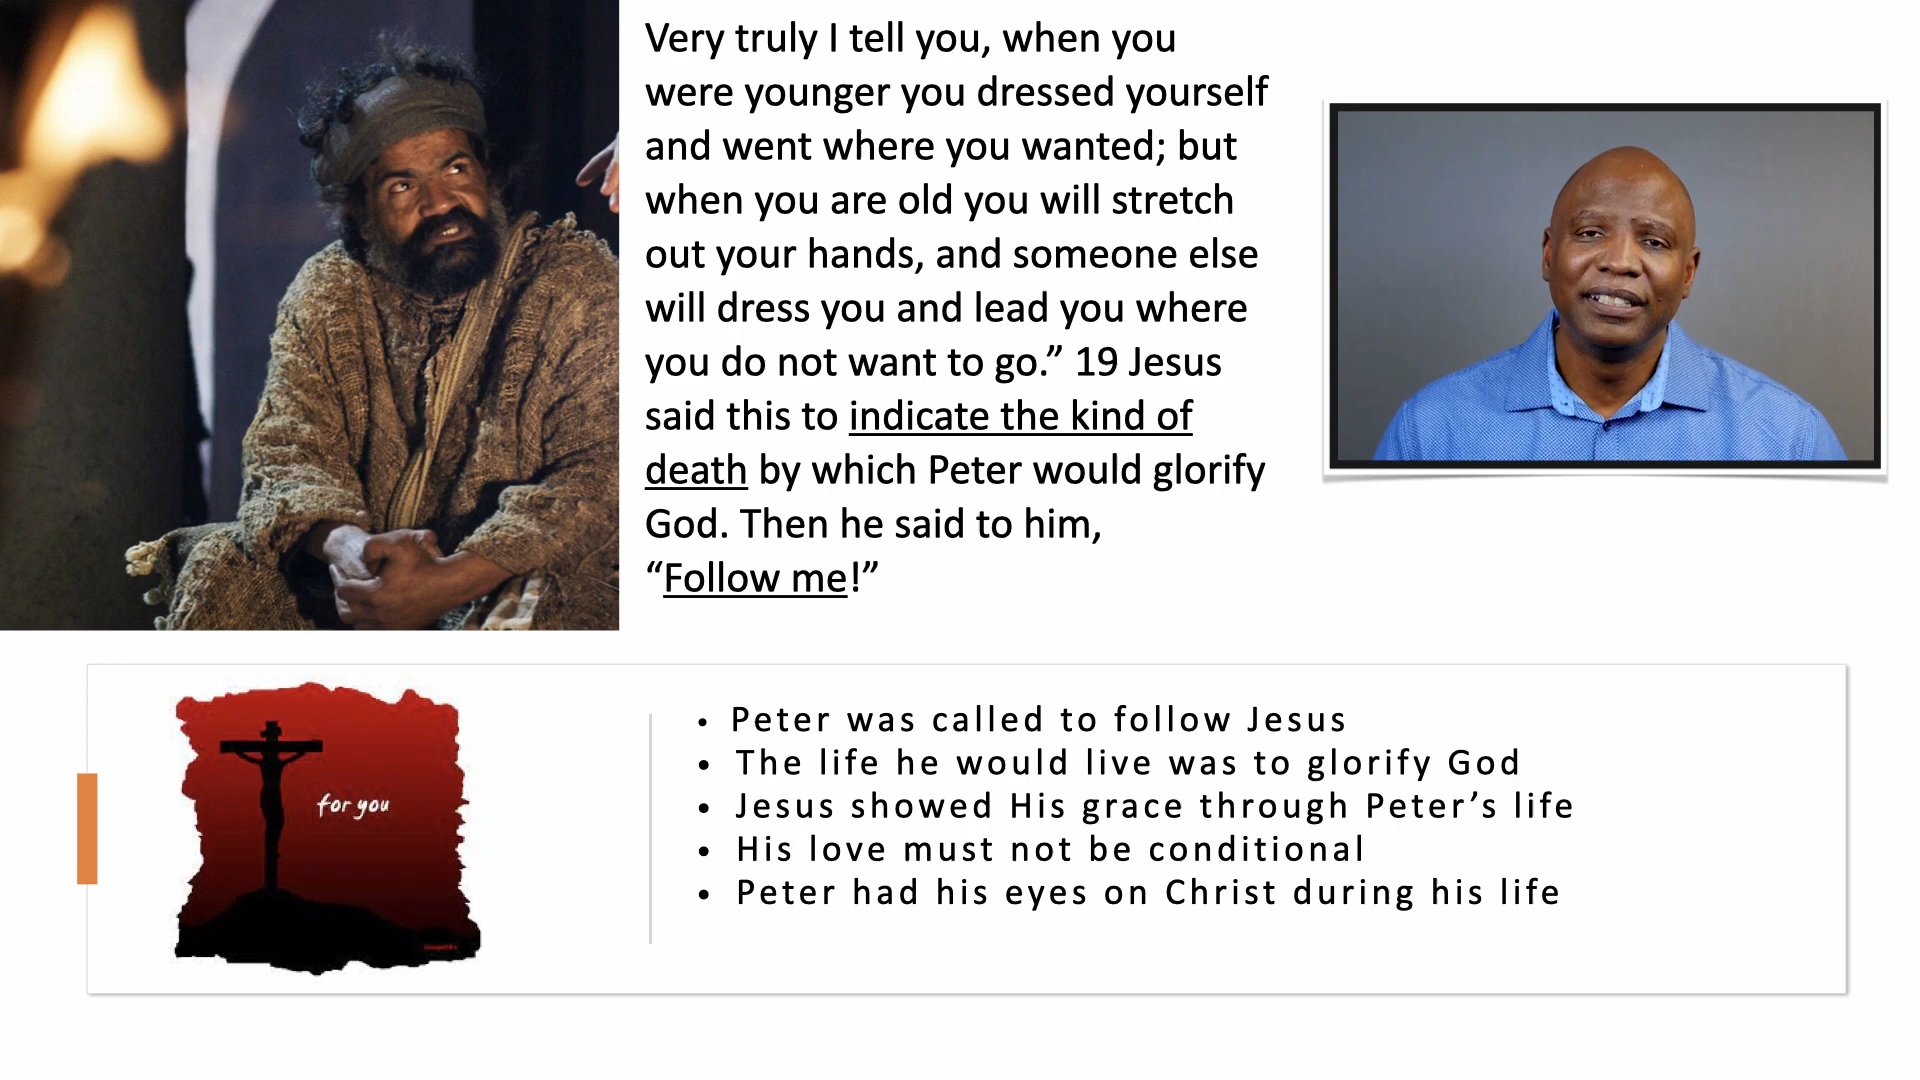 Very truly I tell you, when you
were younger you dressed yourself
and went where you wanted; but
when you are old you will stretch
out your hands, and someone else
will dress you and lead you where
you do not want to go.” 19 Jesus
said this to indicate the kind of
death by which Peter would glorify
God. Then he said to him,
“Follow me!”
for you
• Peter was called to follow Jesus
• The life he would live was to glorify God
• Jesus showed His grace through Peter’s life
• His love must not be conditional
• Peter had his eyes on Christ during his life